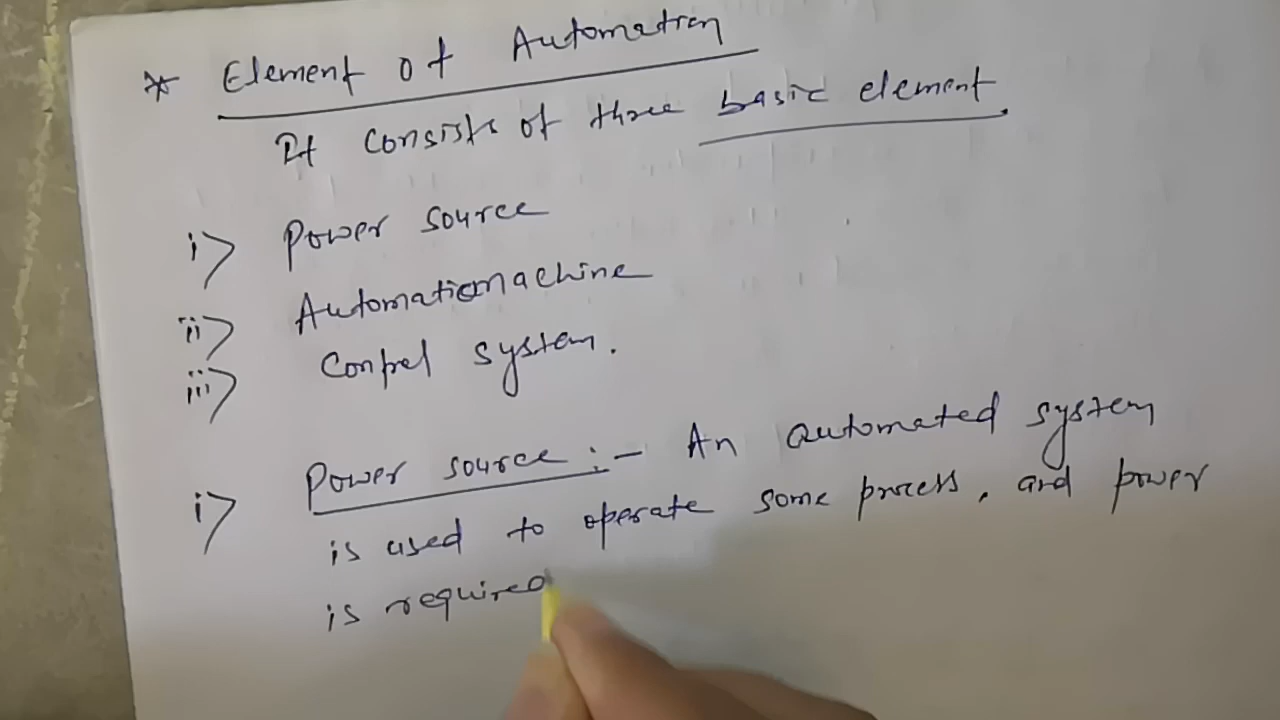 * Element of Automation
It consists of three basic element.
i> Power source
ii> Automaticmachine
iii> Control system.
i> Power source :- An automated system
is used to operate some process, and power
is required